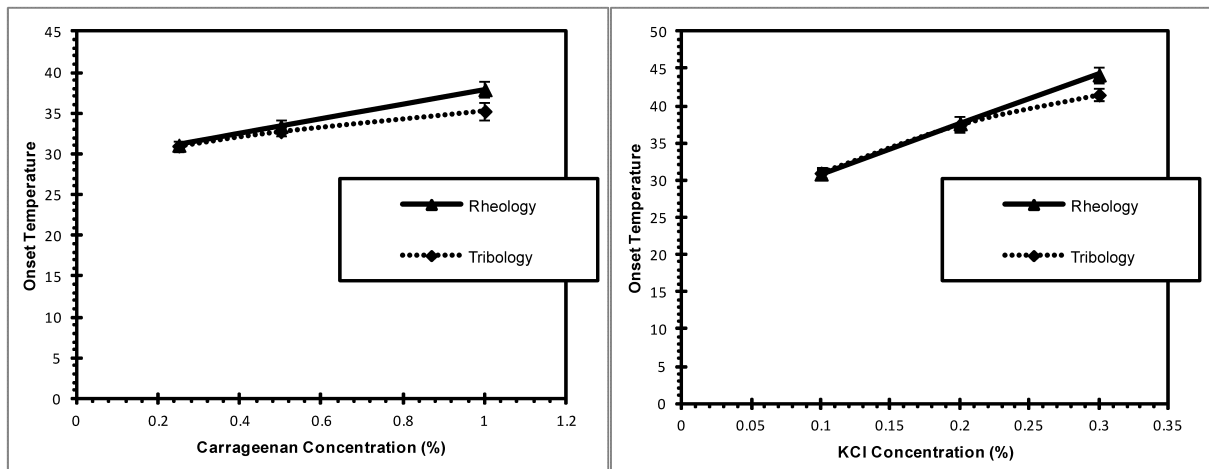 40
35
30
25
20
15
10
5
0
Onset Temperature
Rheology
Tribology
0 0.2 0.4 0.6 0.8 1 1.2
Carrageenan Concentration (%)
50
45
40
35
30
25
20
15
10
5
0
Onset Temperature
Rheology
Tribology
0 0.05 0.1 0.15 0.2 0.25 0.3 0.35
KCl Concentration (%)